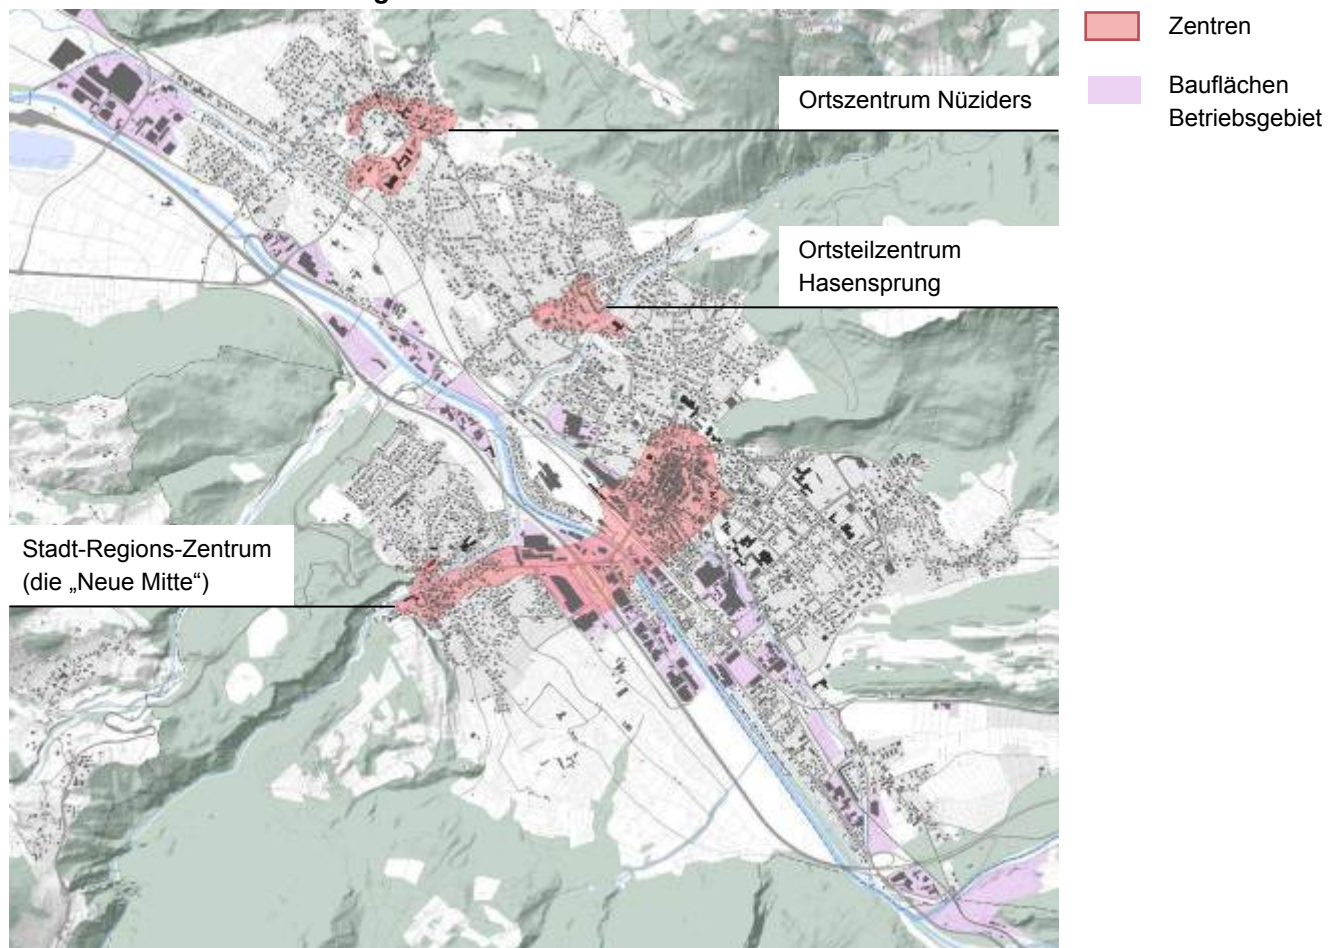 Zentren
Bauflächen
Betriebsgebiet
Ortszentrum Nüziders
Ortsteilzentrum
Hasensprung
Stadt-Regions-Zentrum
(die „Neue Mitte“)